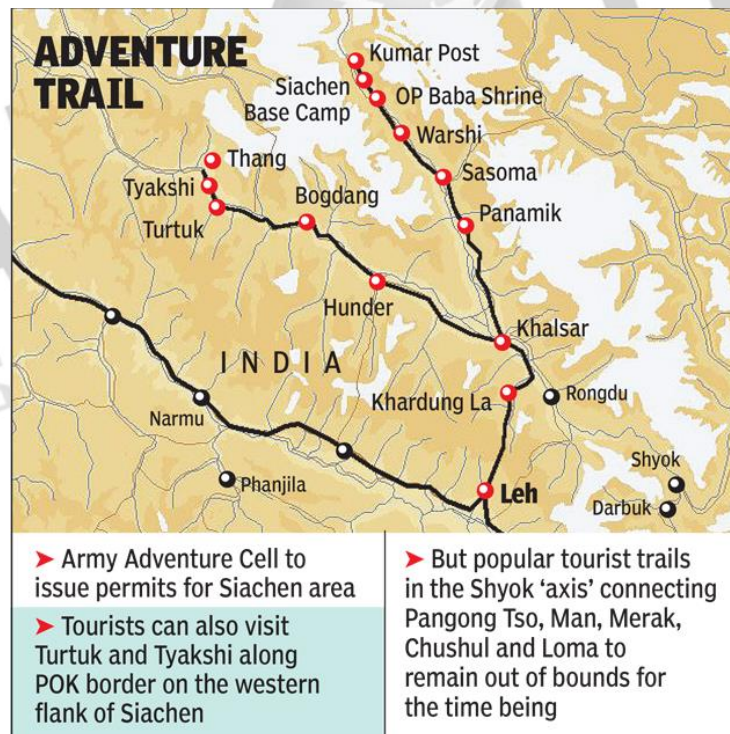 ADVENTURE
TRAIL
Kumar Post
Siachen
Base Camp
OP Baba Shrine
Warshi
Thang
Sasoma
Tyakshi
Bogdang
Panamik
Turtuk
Hunder
Khalsar
INDIA
Khardung La
Rongdu
Narmu
Shyok
Phanjila
Leh
Darbuk
➤ Army Adventure Cell to
issue permits for Siachen area
➤ Tourists can also visit
Turtuk and Tyakshi along
POK border on the western
flank of Siachen
➤ But popular tourist trails
in the Shyok ‘axis’ connecting
Pangong Tso, Man, Merak,
Chushul and Loma to
remain out of bounds for
the time being